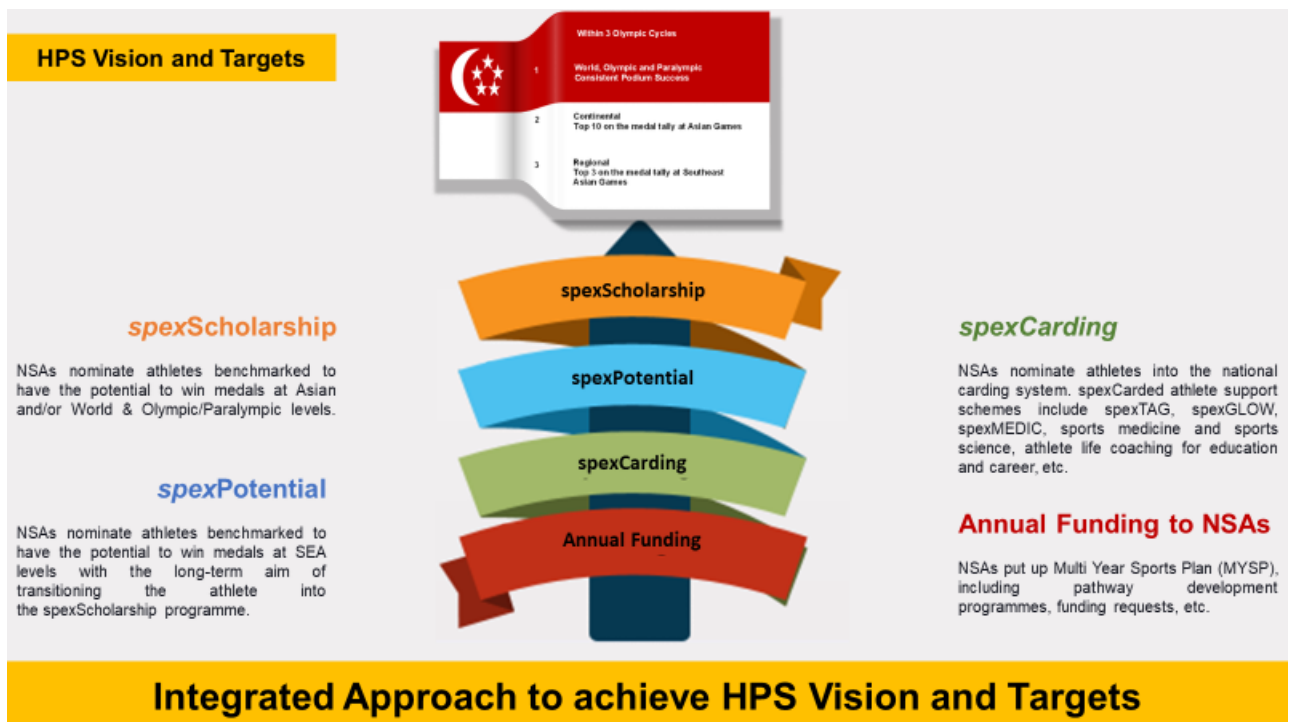 HPS Vision and Targets
Within 3 Olympic Cycles
1
World, Olympic and Paralympic
Consistent Podium Success
2
Continental
Top 10 on the medal tally at Asian Games
3
Regional
Top 3 on the medal tally at Southeast
Asian Games
spexScholarship
spexPotential
spexCarding
Annual Funding
spexScholarship
NSAs nominate athletes benchmarked to
have the potential to win medals at Asian
and/or World & Olympic/Paralympic levels.
spexPotential
NSAs nominate athletes benchmarked to
have the potential to win medals at SEA
levels with the long-term aim of
transitioning the athlete into
the spexScholarship programme.
spexCarding
NSAs nominate athletes into the national
carding system. spexCarded athlete support
schemes include spexTAG, spexGLOW,
spexMEDIC, sports medicine and sports
science, athlete life coaching for education
and career, etc.
Annual Funding to NSAs
NSAs put up Multi Year Sports Plan (MYSP),
including pathway development
programmes, funding requests, etc.
Integrated Approach to achieve HPS Vision and Targets